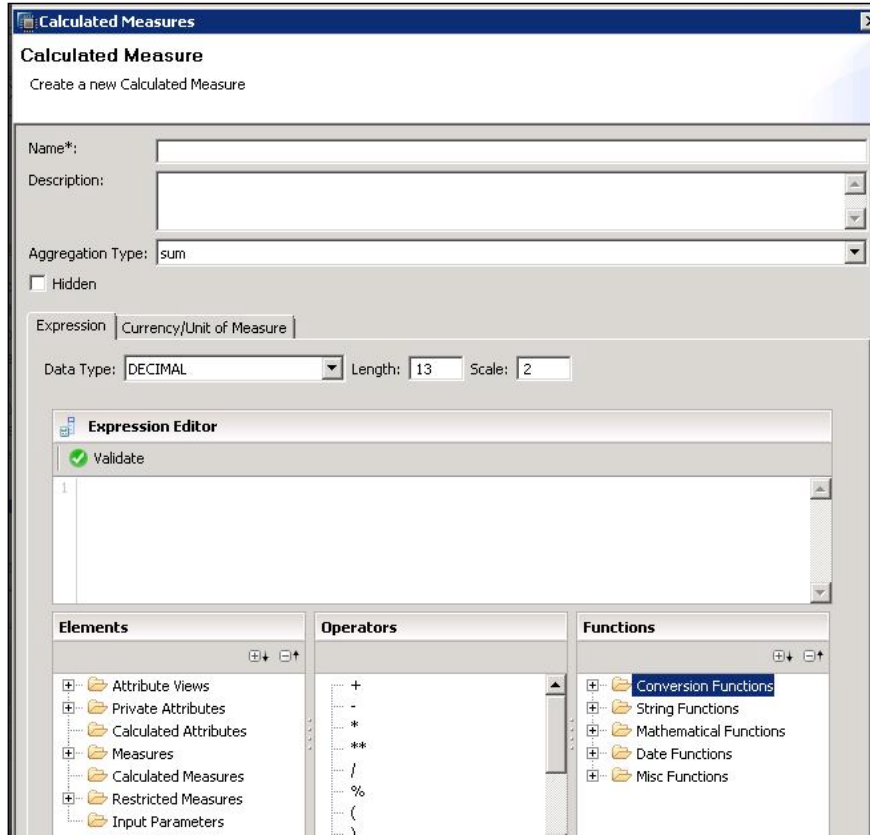 Calculated Measures
Calculated Measure
Create a new Calculated Measure
Name*:
Description:
Aggregation Type: sum
Hidden
Expression Currency/Unit of Measure
Data Type: DECIMAL Length: 13 Scale: 2
Expression Editor
Validate
1
Elements Operators Functions
Attribute Views + Conversion Functions
Private Attributes - String Functions
Calculated Attributes * Mathematical Functions
Measures ** Date Functions
Calculated Measures / Misc Functions
Restricted Measures %
Input Parameters (
)